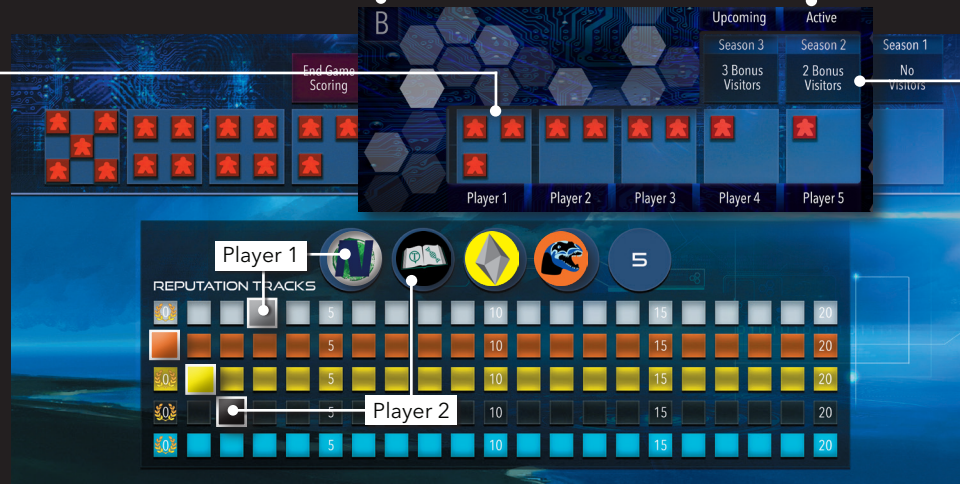 B
Upcoming Active
Season 3 Season 2 Season 1
3 Bonus Visitors 2 Bonus Visitors No Visitors
End Game Scoring
Player 1 Player 2 Player 3 Player 4 Player 5
Player 1
5
REPUTATION TRACKS
0 5 10 15 20
5 10 15 20
0 5 10 15 20
0 5 10 15 20
Player 2
0 5 10 15 20